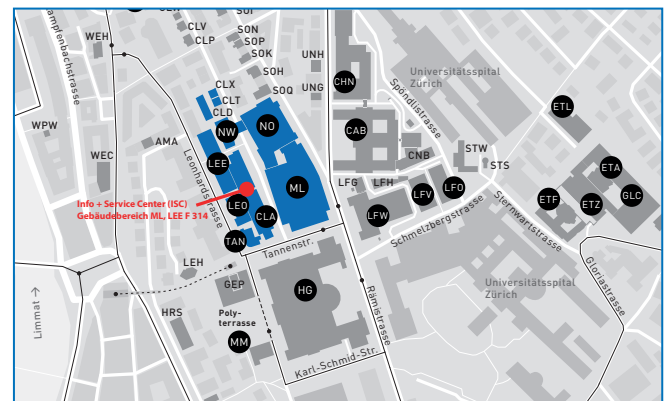 SOI
CLV
CLP
SON
SOP
SOK
SOH
SOQ
UNH
UNG
WEH
Stampfenbachstrasse
CLX
CLT
CLD
NW
NO
CHN
Spöndlistrasse
Universitätsspital
Zürich
ETL
WPW
WEC
AMA
LEE
Leonhardstrasse
CAB
CNB
STW
STS
ETA
Info + Service Center (ISC)
Gebäudebereich ML, LEE F 314
LEO
CLA
ML
LFG
LFH
LFW
LFV
LFO
ETF
ETZ
GLC
TAN
Tannenstr.
Schmelzbergstrasse
Sternwartstrasse
Gloriastrasse
LEH
GEP
HG
Rämistrasse
Universitätsspital
Zürich
Limmat →
HRS
Poly-
terrasse
MM
Karl-Schmid-Str.